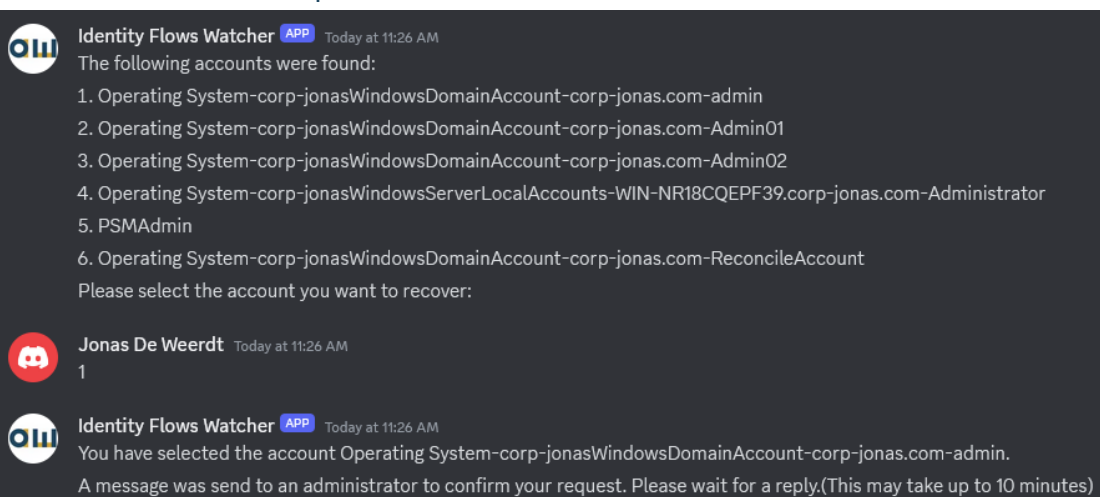 Identity Flows Watcher APP Today at 11:26 AM
The following accounts were found:
1. Operating System-corp-jonasWindowsDomainAccount-corp-jonas.com-admin
2. Operating System-corp-jonasWindowsDomainAccount-corp-jonas.com-Admin01
3. Operating System-corp-jonasWindowsDomainAccount-corp-jonas.com-Admin02
4. Operating System-corp-jonasWindowsServerLocalAccounts-WIN-NR18CQEPF39.corp-jonas.com-Administrator
5. PSMAdmin
6. Operating System-corp-jonasWindowsDomainAccount-corp-jonas.com-ReconcileAccount
Please select the account you want to recover:
Jonas De Weerdt Today at 11:26 AM
1
Identity Flows Watcher APP Today at 11:26 AM
You have selected the account Operating System-corp-jonasWindowsDomainAccount-corp-jonas.com-admin.
A message was send to an administrator to confirm your request. Please wait for a reply.(This may take up to 10 minutes)